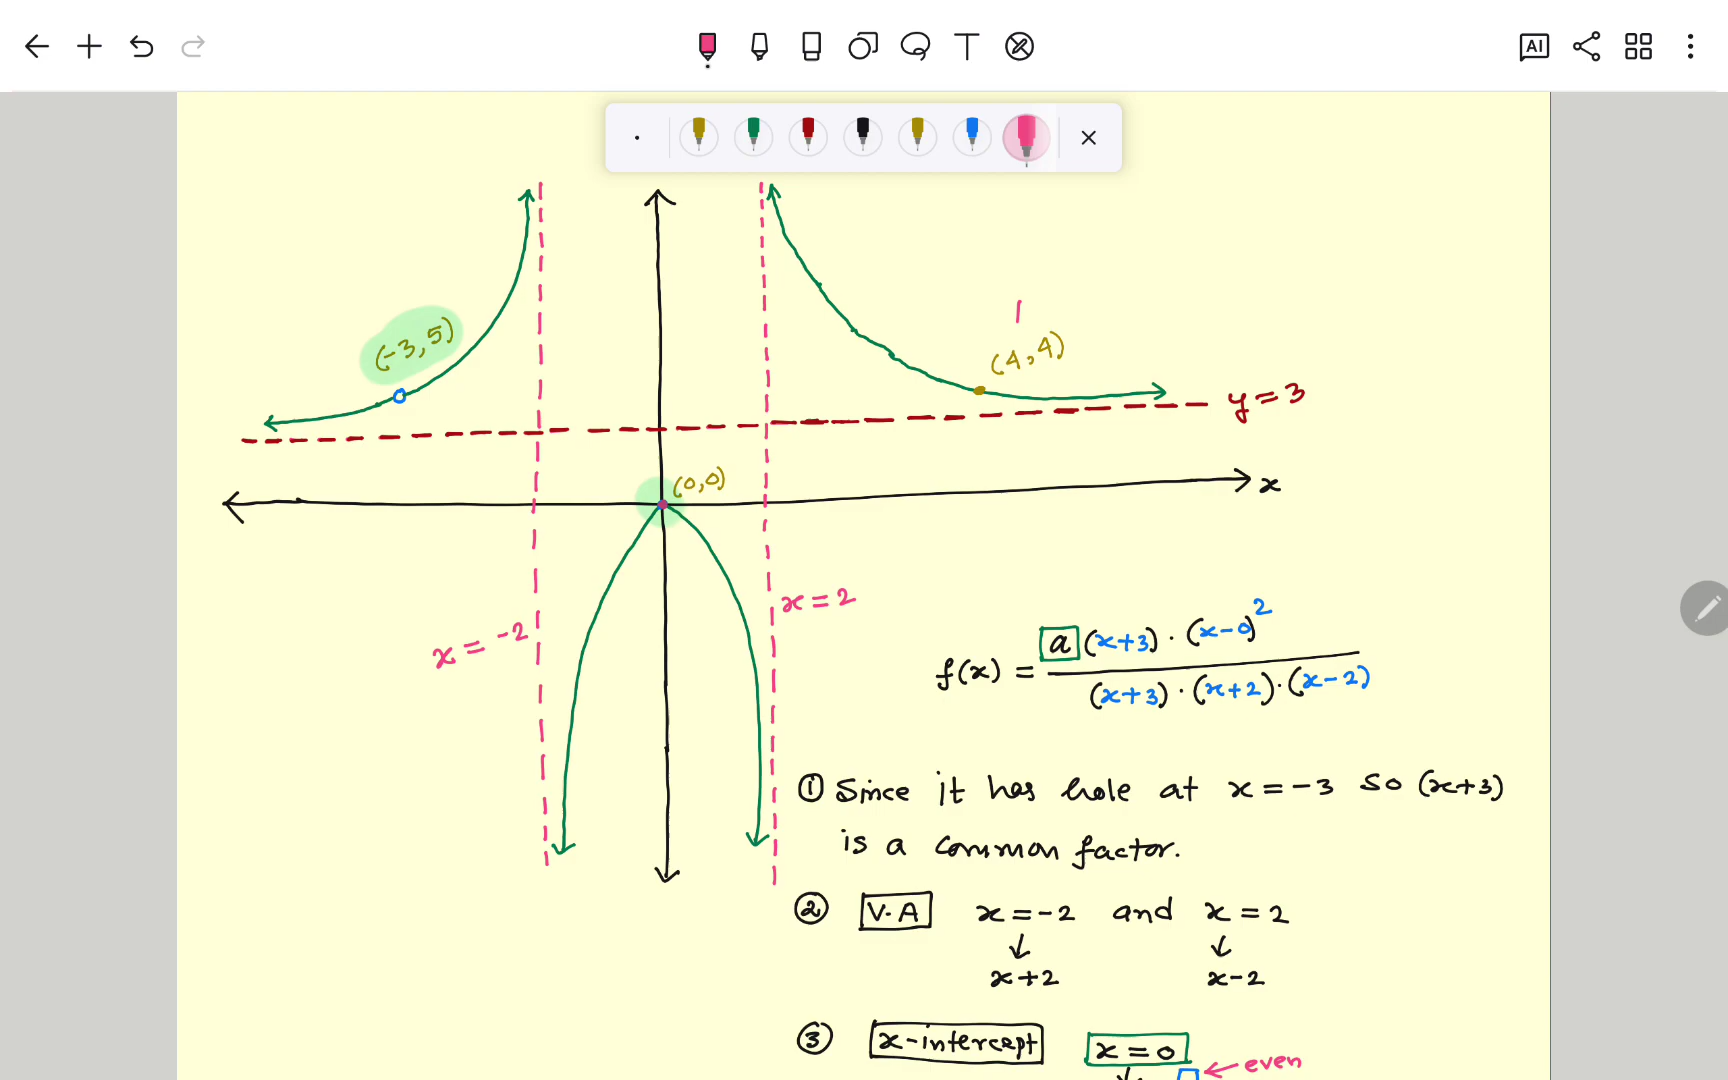 AI
T
(-3,5)
(4,4)
y = 3
(0,0)
x
x = 2
x = -2
f(x) = a (x+3) · (x-0)^2 / (x+3) · (x+2) · (x-2)
① Since it has hole at x = -3 so (x+3)
is a common factor.
② V.A x = -2 and x = 2
↓ ↓
x+2 x-2
③ x-intercept x = 0
← even